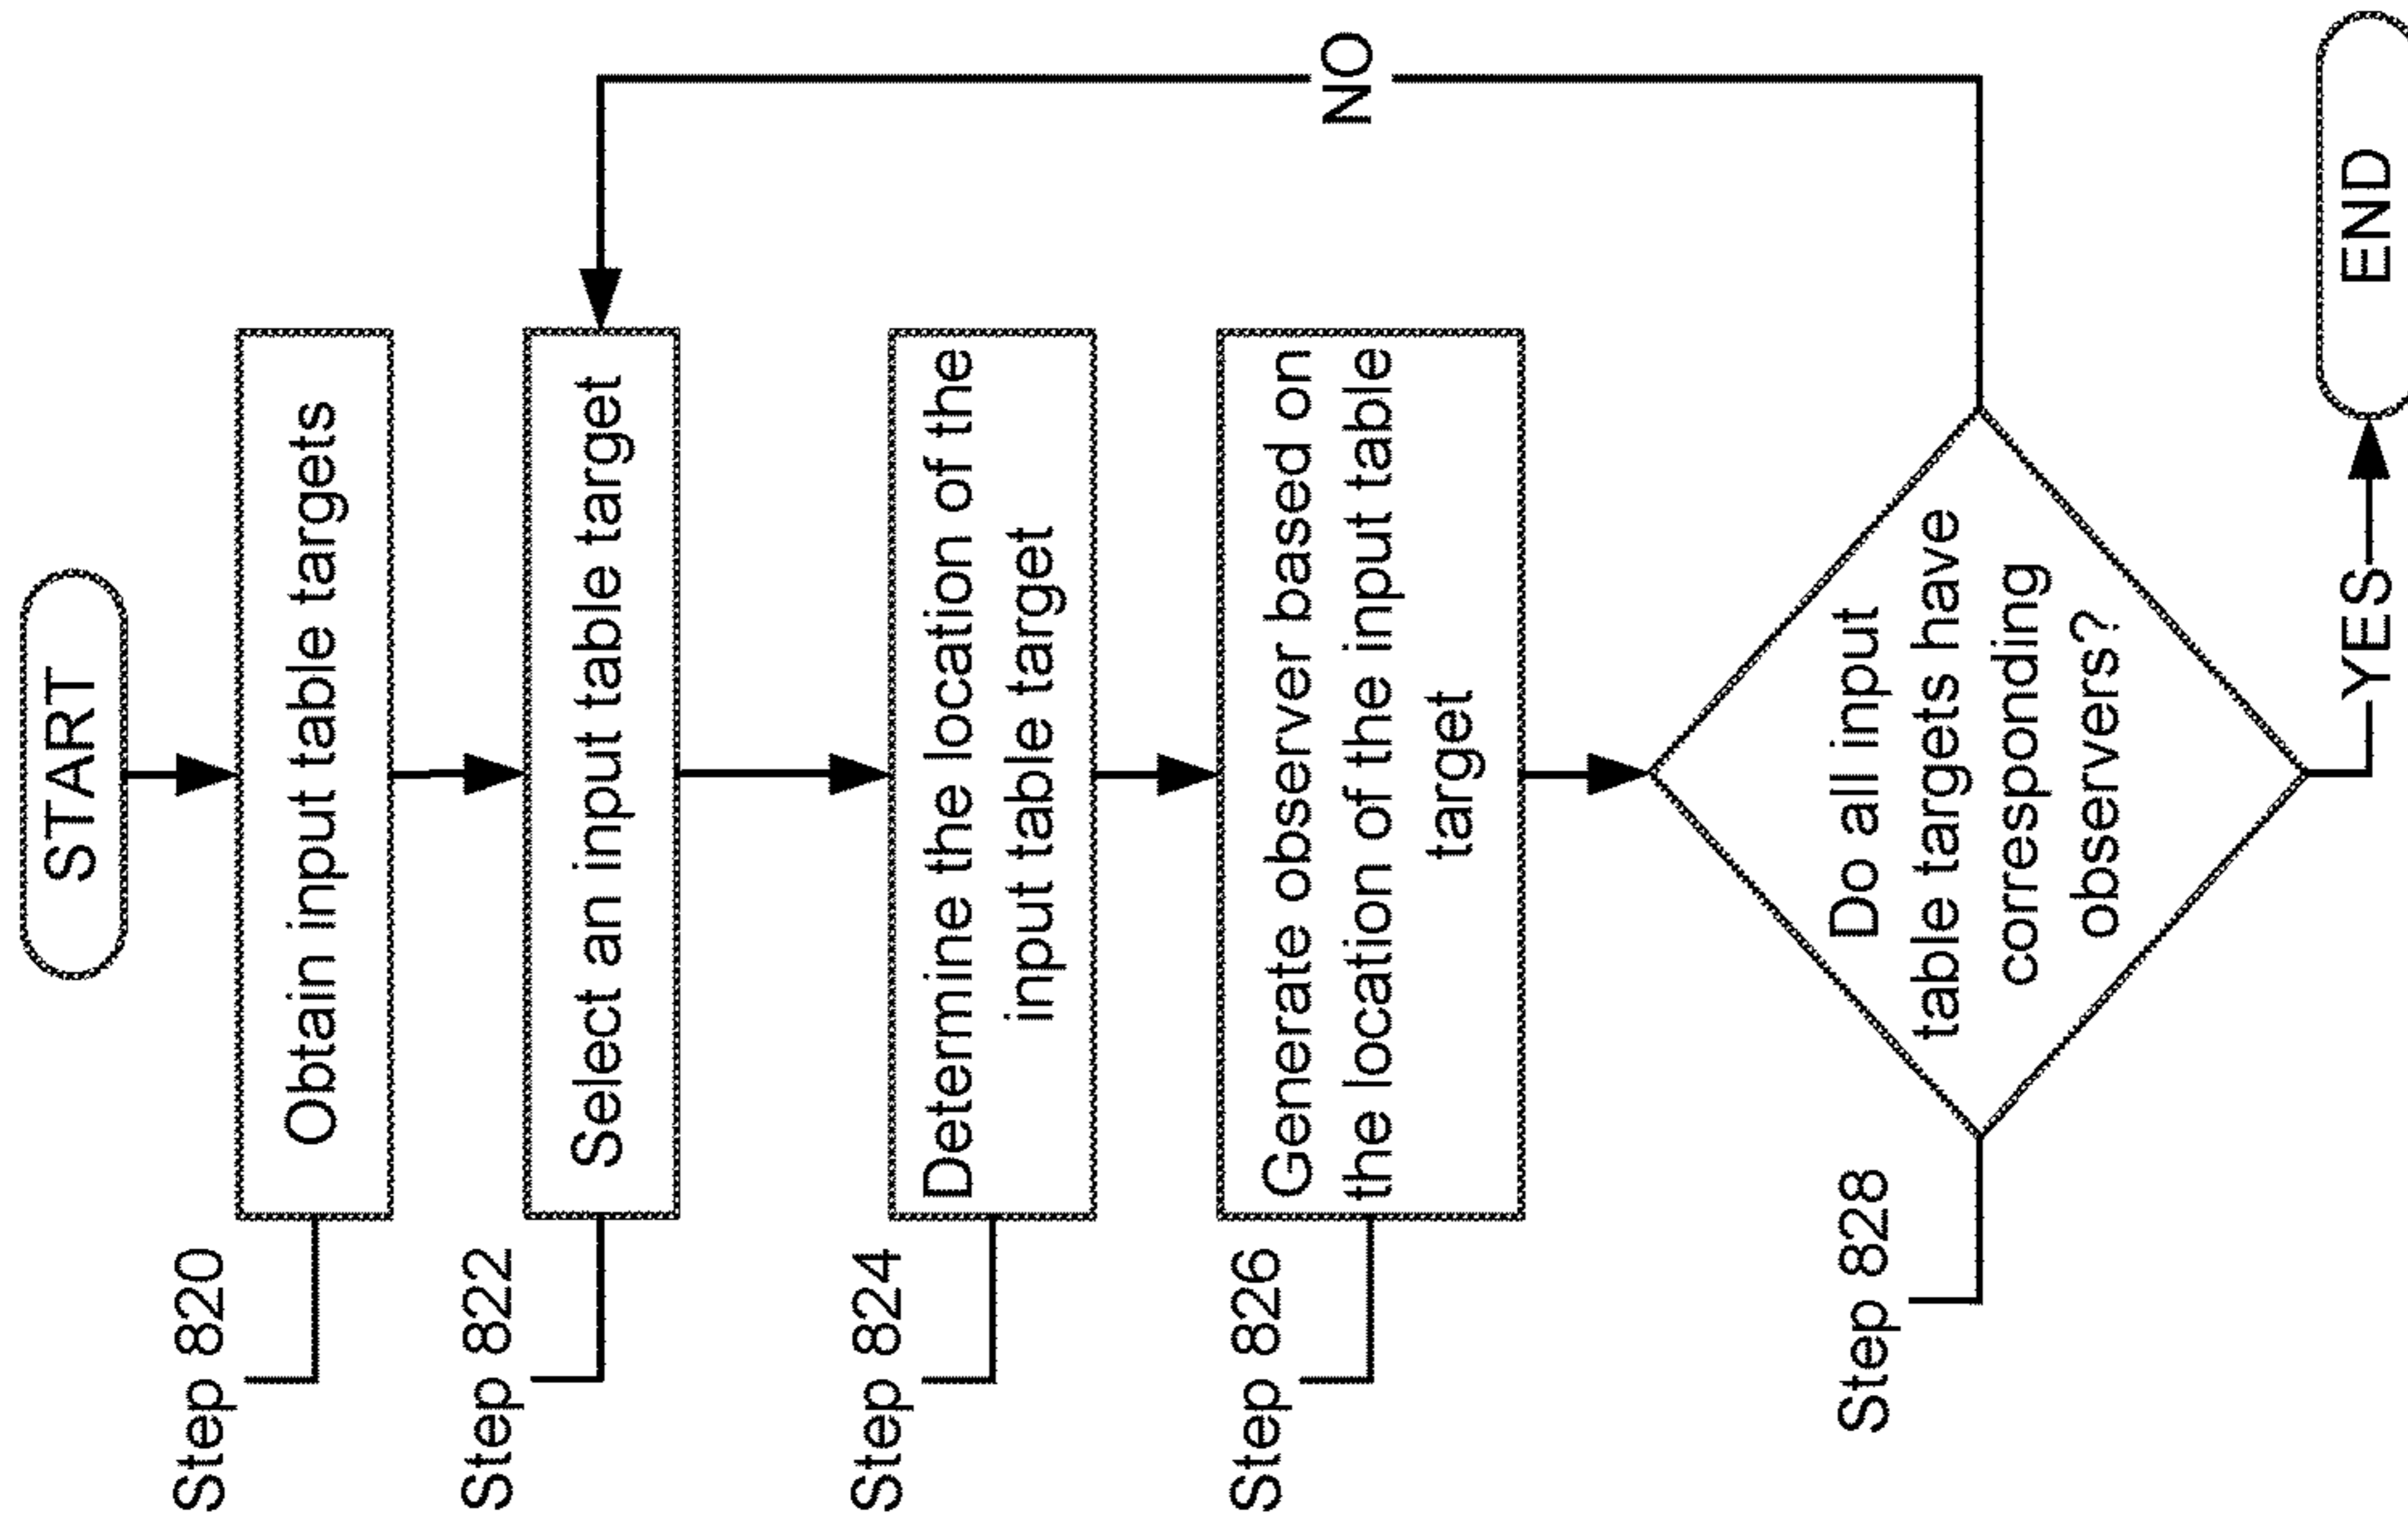 START
Step 820
Obtain input table targets
Step 822
Select an input table target
Step 824
Determine the location of the
input table target
Step 826
Generate observer based on
the location of the input table
target
Step 828
Do all input
table targets have
corresponding
observers?
NO
YES
END